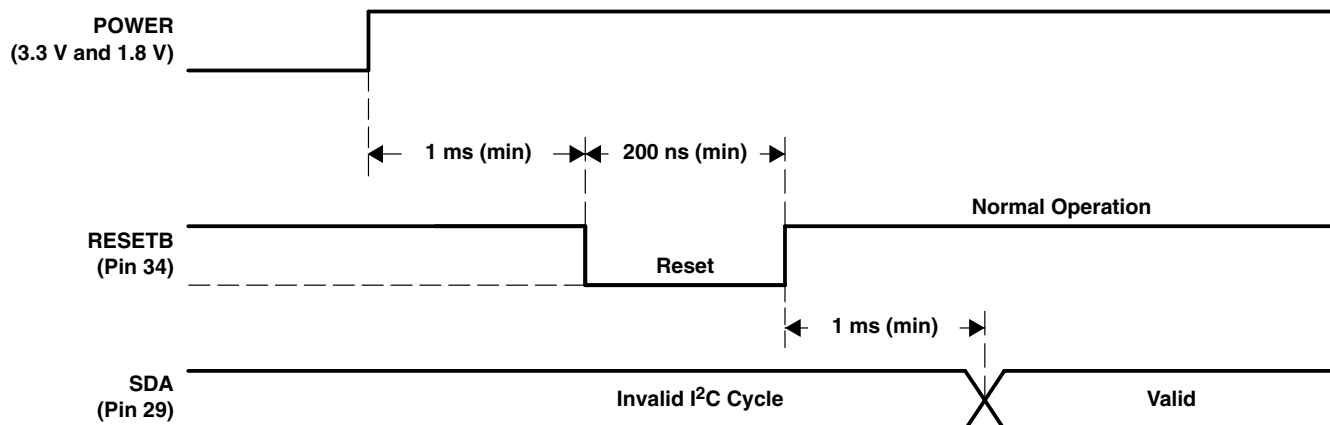 POWER
(3.3 V and 1.8 V)
1 ms (min)
200 ns (min)
Normal Operation
RESETB
(Pin 34)
Reset
1 ms (min)
SDA
(Pin 29)
Invalid I²C Cycle
Valid